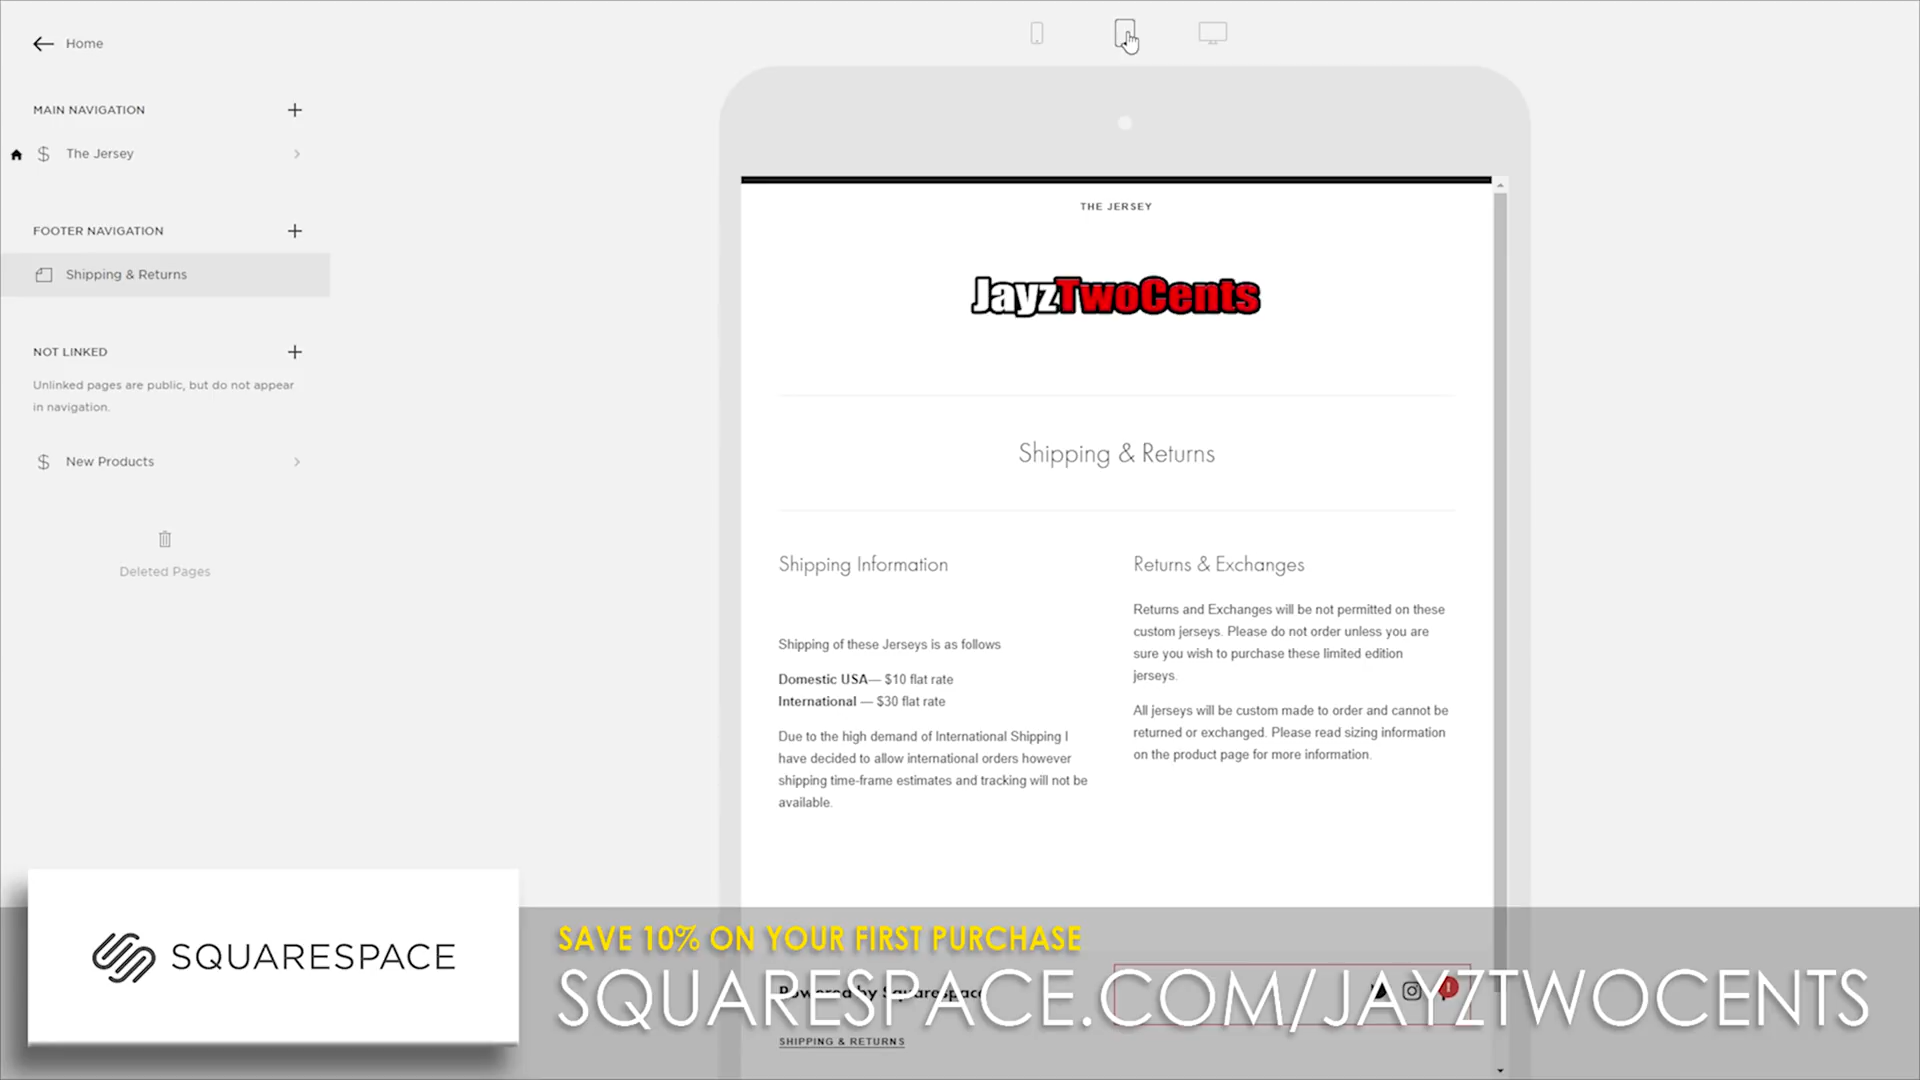 Home
MAIN NAVIGATION
The Jersey
FOOTER NAVIGATION
Shipping & Returns
NOT LINKED
Unlinked pages are public, but do not appear
in navigation.
New Products
Deleted Pages
THE JERSEY
JayzTwoCents
Shipping & Returns
Shipping Information
Shipping of these Jerseys is as follows
Domestic USA— $10 flat rate
International — $30 flat rate
Due to the high demand of International Shipping I
have decided to allow international orders however
shipping time-frame estimates and tracking will not be
available.
Returns & Exchanges
Returns and Exchanges will be not permitted on these
custom jerseys. Please do not order unless you are
sure you wish to purchase these limited edition
jerseys.
All jerseys will be custom made to order and cannot be
returned or exchanged. Please read sizing information
on the product page for more information.
Powered by Squarespace
SHIPPING & RETURNS
SQUARESPACE
SAVE 10% ON YOUR FIRST PURCHASE
SQUARESPACE.COM/JAYZTWOCENTS